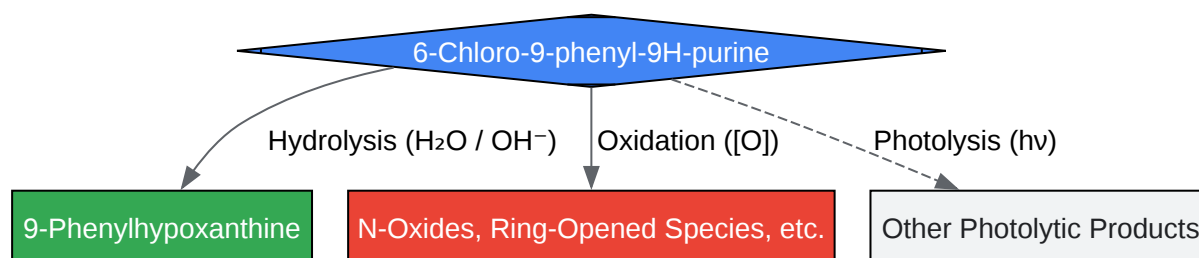 6-Chloro-9-phenyl-9H-purine
Hydrolysis (H₂O / OH⁻)
Oxidation ([O])
Photolysis (hν)
9-Phenylhypoxanthine
N-Oxides, Ring-Opened Species, etc.
Other Photolytic Products